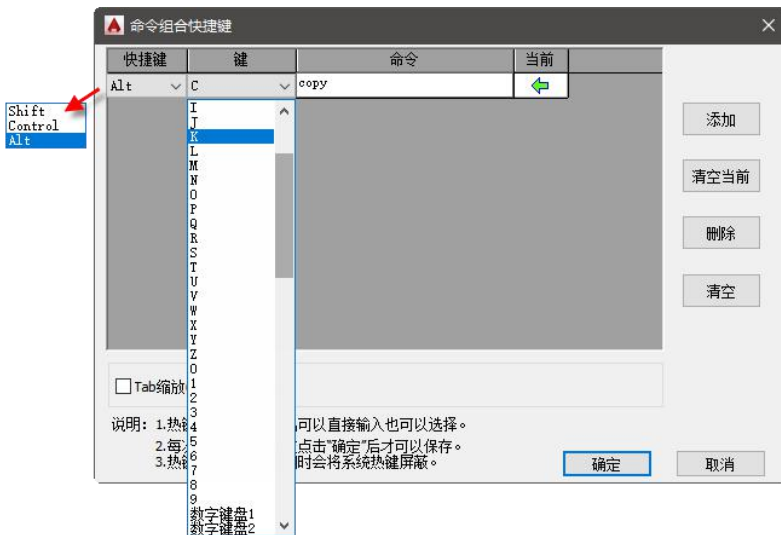 命令组合快捷键
快捷键 键 命令 当前
Alt C copy
Shift
Control
Alt
I
J
K
L
M
N
O
P
Q
R
S
T
U
V
W
X
Y
Z
0
1
2
3
4
5
6
7
8
9
数字键盘1
数字键盘2
添加
清空当前
删除
清空
Tab缩放
说明：1.热 可以直接输入也可以选择。
2.每 点击"确定"后才可以保存。
3.热 时会将系统热键屏蔽。
确定 取消